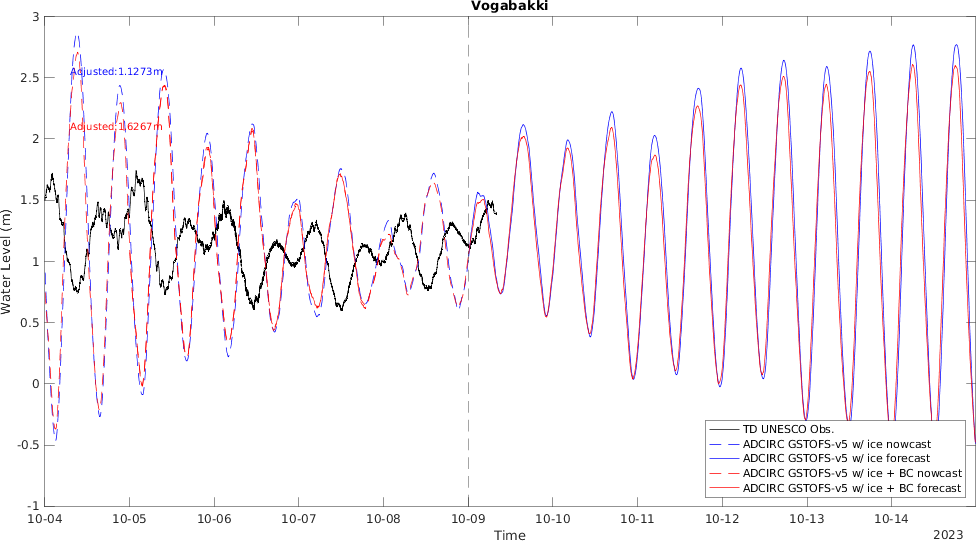 Vogabakki
3
2.5
2
1.5
1
0.5
0
-0.5
-1
Water Level (m)
Adjusted:1.1273m
Adjusted:1.6267m
TD UNESCO Obs.
ADCIRC GSTOFS-v5 w/ ice nowcast
ADCIRC GSTOFS-v5 w/ ice forecast
ADCIRC GSTOFS-v5 w/ ice + BC nowcast
ADCIRC GSTOFS-v5 w/ ice + BC forecast
10-04 10-05 10-06 10-07 10-08 10-09 10-10 10-11 10-12 10-13 10-14
Time
2023